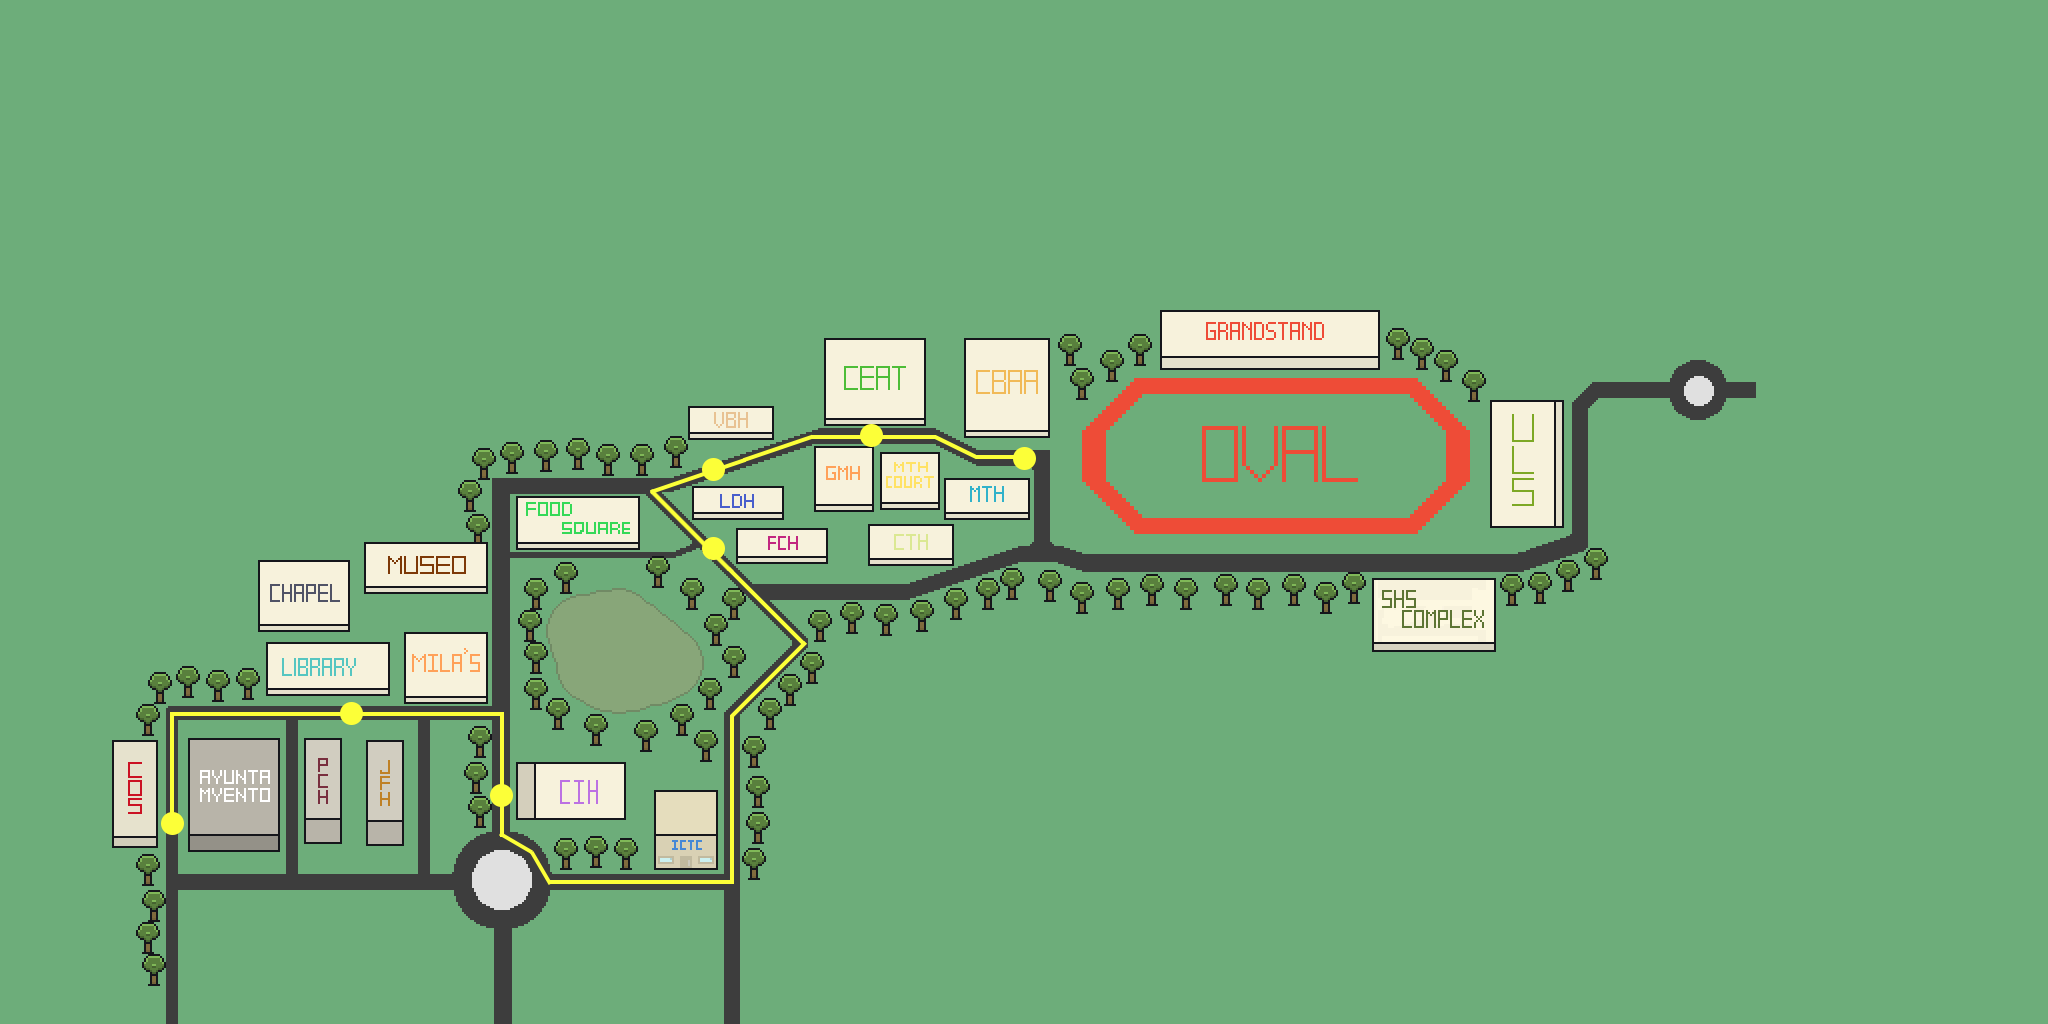 GRANDSTAND
CEAT
CBAA
VBH
OVAL
ULS
GMH
MTH
COURT
MTH
LDH
FOOD
SQUARE
FCH
CTH
MUSEO
CHAPEL
SHS
COMPLEX
LIBRARY
MILA'S
COS
AYUNTA
MYENTO
PCH
JFH
CIH
ICTC